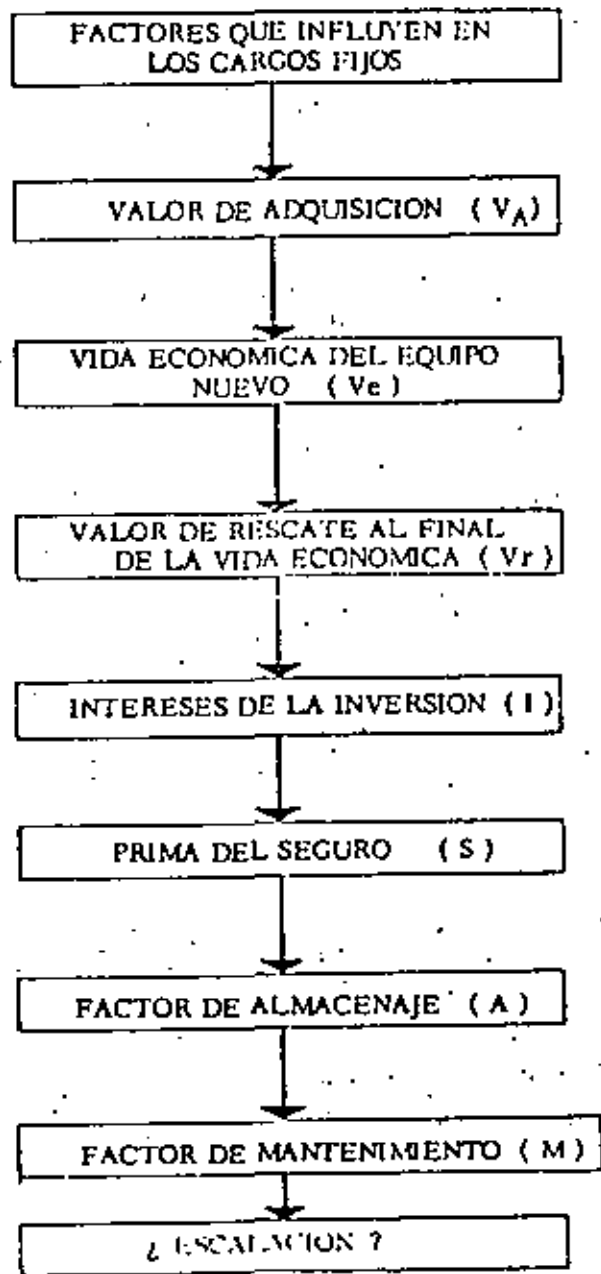 FACTORES QUE INFLUYEN EN
LOS CARGOS FIJOS
VALOR DE ADQUISICION ( VA)
VIDA ECONOMICA DEL EQUIPO
NUEVO ( Ve )
VALOR DE RESCATE AL FINAL
DE LA VIDA ECONOMICA ( Vr )
INTERESES DE LA INVERSION ( I )
PRIMA DEL SEGURO ( S )
FACTOR DE ALMACENAJE ( A )
FACTOR DE MANTENIMIENTO ( M )
¿ ESCALACION ?